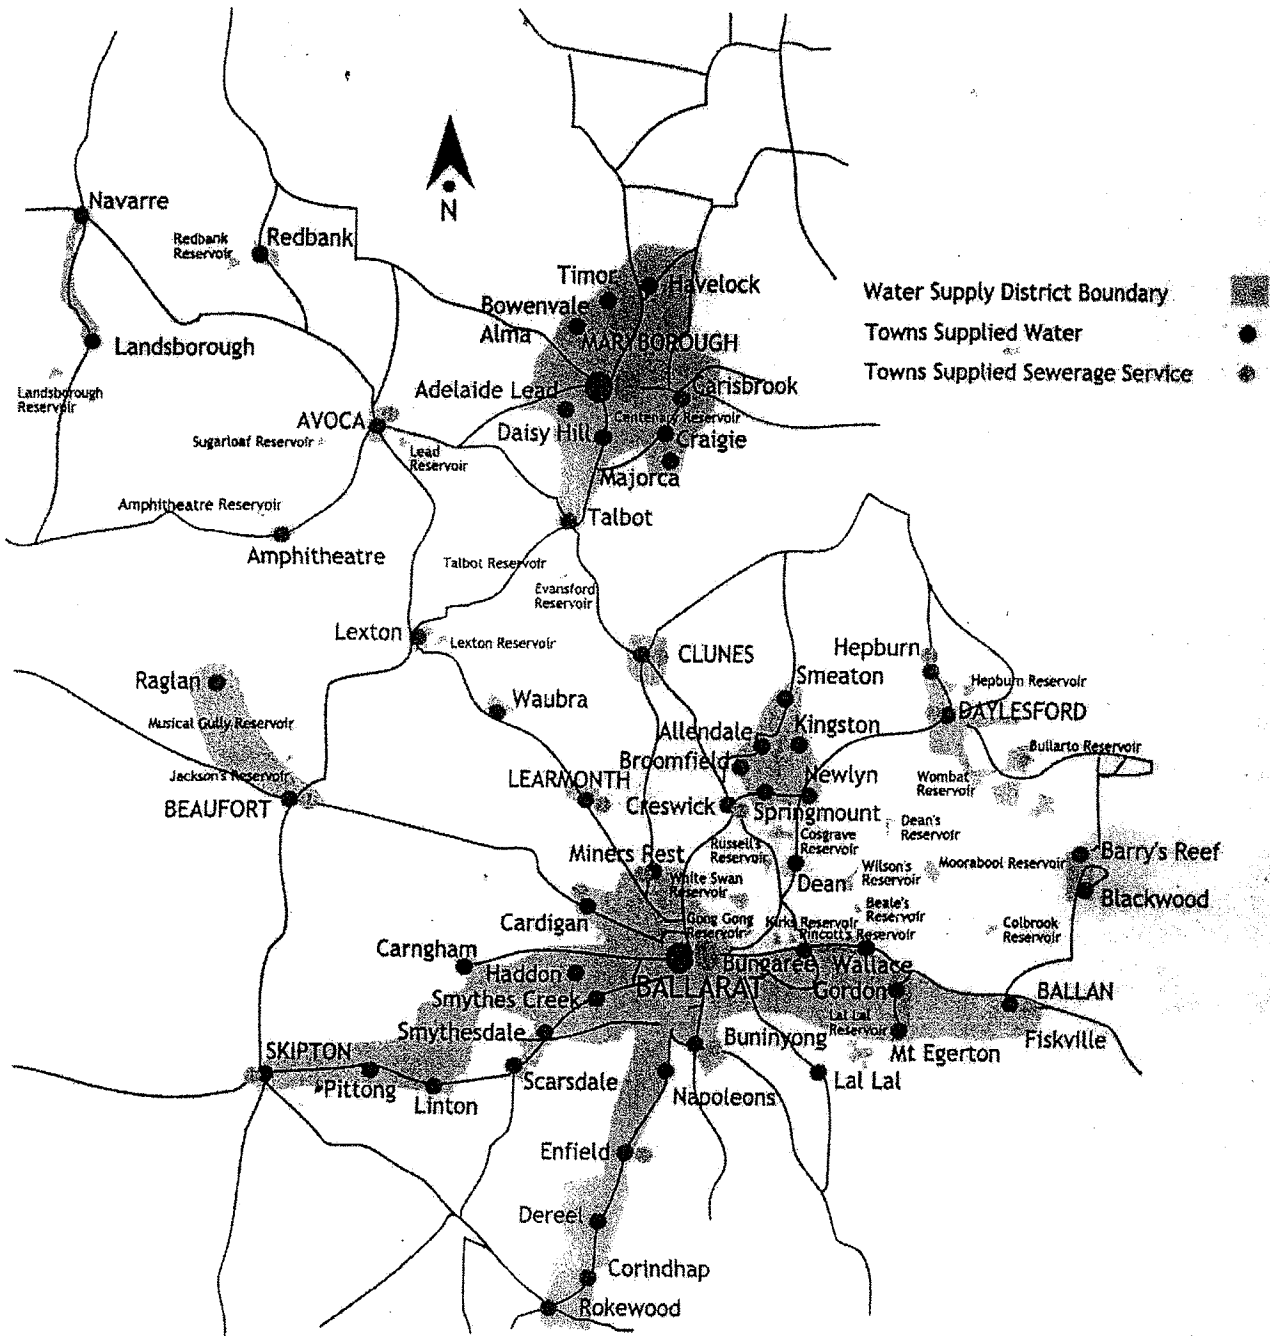 Navarre
N
Redbank
Reservoir
Redbank
Timor
Havelock
Water Supply District Boundary
Bowenvale
Alma
Towns Supplied Water
MARYBOROUGH
Landsborough
Towns Supplied Sewerage Service
Landsborough
Reservoir
Adelaide Lead
Carisbrook
Centenary Reservoir
AVOCA
Sugarloaf Reservoir
Daisy Hill
Craigie
Lead
Reservoir
Majorca
Amphitheatre Reservoir
Talbot
Amphitheatre
Talbot Reservoir
Evansford
Reservoir
Lexton
Lexton Reservoir
CLUNES
Hepburn
Smeaton
Raglan
Hepburn Reservoir
Waubra
DAYLESFORD
Musical Gully Reservoir
Allendale
Kingston
Bullarto Reservoir
Broomfield
Jackson's Reservoir
LEARMONTH
Newlyn
Wombat
Reservoir
BEAUFORT
Creswick
Springmount
Dean's
Reservoir
Cosgrave
Reservoir
Russell's
Reservoir
Miners Rest
Barry's Reef
Moorabool Reservoir
Wilson's
Reservoir
White Swan
Reservoir
Dean
Blackwood
Beale's
Reservoir
Cardigan
Gong Gong
Reservoir
Kirks Reservoir
Pincott's Reservoir
Colbrook
Reservoir
Carngham
Haddon
Bungaree
Wallace
BALLARAT
Gordon
BALLAN
Smythes Creek
Lal Lal
Reservoir
Smythesdale
Buninyong
Fiskville
SKIPTON
Mt Egerton
Scarsdale
Lal Lal
Pittong
Linton
Napoleons
Enfield
Dereel
Corindhap
Rokewood